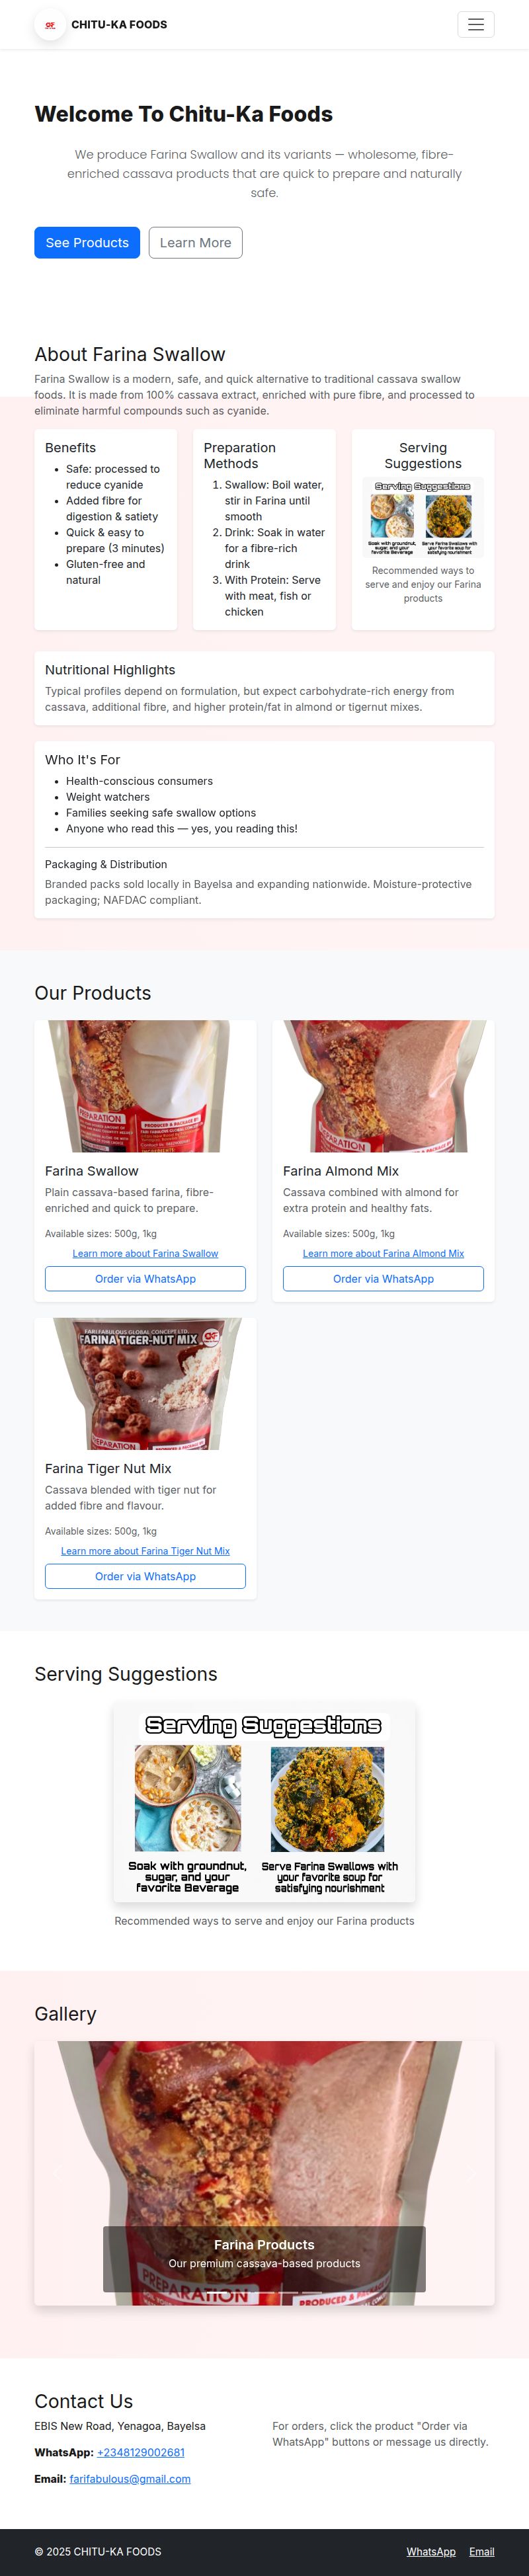 CHITU-KA FOODS
Welcome To Chitu-Ka Foods
We produce Farina Swallow and its variants — wholesome, fibre-
enriched cassava products that are quick to prepare and naturally
safe.
See Products
Learn More
About Farina Swallow
Farina Swallow is a modern, safe, and quick alternative to traditional cassava swallow
foods. It is made from 100% cassava extract, enriched with pure fibre, and processed to
eliminate harmful compounds such as cyanide.
Benefits
• Safe: processed to
reduce cyanide
• Added fibre for
digestion & satiety
• Quick & easy to
prepare (3 minutes)
• Gluten-free and
natural
Preparation
Methods
1. Swallow: Boil water,
stir in Farina until
smooth
2. Drink: Soak in water
for a fibre-rich
drink
3. With Protein: Serve
with meat, fish or
chicken
Serving
Suggestions
Serving Suggestions
Soak with groundnut,
sugar, and your
favorite Beverage
Serve Farina Swallows with
your favorite soup for
satisfying nourishment
Recommended ways to
serve and enjoy our Farina
products
Nutritional Highlights
Typical profiles depend on formulation, but expect carbohydrate-rich energy from
cassava, additional fibre, and higher protein/fat in almond or tigernut mixes.
Who It's For
• Health-conscious consumers
• Weight watchers
• Families seeking safe swallow options
• Anyone who read this — yes, you reading this!
Packaging & Distribution
Branded packs sold locally in Bayelsa and expanding nationwide. Moisture-protective
packaging; NAFDAC compliant.
Our Products
PREPARATION
PRODUCED & PACKAGED BY
Farina Swallow
Plain cassava-based farina, fibre-
enriched and quick to prepare.
Available sizes: 500g, 1kg
Learn more about Farina Swallow
Order via WhatsApp
PREPARATION
Farina Almond Mix
Cassava combined with almond for
extra protein and healthy fats.
Available sizes: 500g, 1kg
Learn more about Farina Almond Mix
Order via WhatsApp
FARI FABULOUS GLOBAL CONCEPT LTD.
FARINA TIGER-NUT MIX
PREPARATION
Farina Tiger Nut Mix
Cassava blended with tiger nut for
added fibre and flavour.
Available sizes: 500g, 1kg
Learn more about Farina Tiger Nut Mix
Order via WhatsApp
Serving Suggestions
Serving Suggestions
Soak with groundnut,
sugar, and your
favorite Beverage
Serve Farina Swallows with
your favorite soup for
satisfying nourishment
Recommended ways to serve and enjoy our Farina products
Gallery
Farina Products
Our premium cassava-based products
PREPARATION
PRODUCED &
Contact Us
EBIS New Road, Yenagoa, Bayelsa
WhatsApp: +2348129002681
Email: farifabulous@gmail.com
For orders, click the product "Order via
WhatsApp" buttons or message us directly.
© 2025 CHITU-KA FOODS
WhatsApp
Email